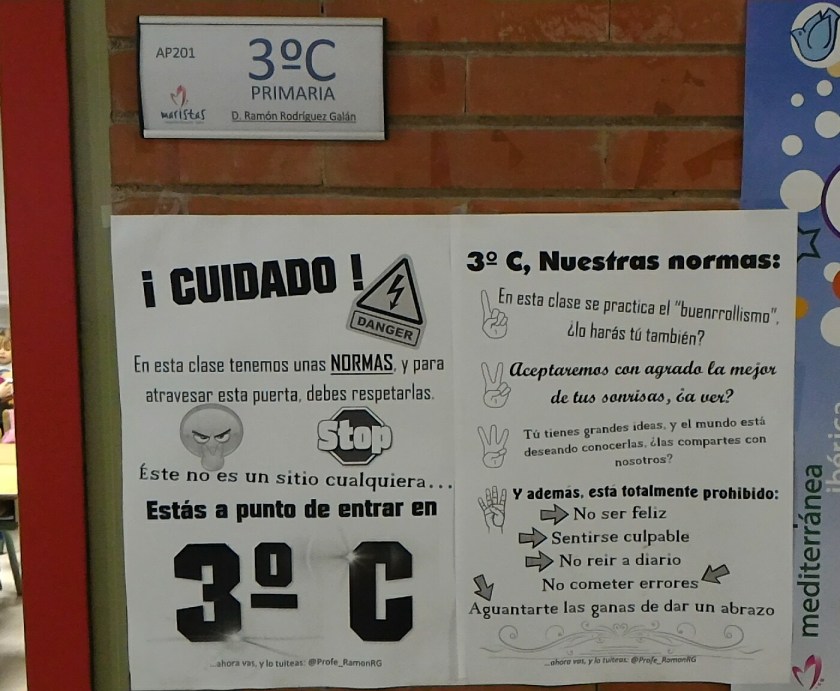 AP201
3ºC
PRIMARIA
maristas
D. Ramón Rodríguez Galán
¡ CUIDADO !
DANGER
En esta clase tenemos unas NORMAS, y para
atravesar esta puerta, debes respetarlas.
Stop
Éste no es un sitio cualquiera...
Estás a punto de entrar en
3º C
...ahora vas, y lo tuiteas: @Profe_RamonRG
3º C, Nuestras normas:
En esta clase se practica el "buenrrollismo",
¿lo harás tú también?
Aceptaremos con agrado la mejor
de tus sonrisas, ¿a ver?
Tú tienes grandes ideas, y el mundo está
deseando conocerlas, ¿las compartes con
nosotros?
Y además, está totalmente prohibido:
No ser feliz
Sentirse culpable
No reir a diario
No cometer errores
Aguantarte las ganas de dar un abrazo
...ahora vas, y lo tuiteas: @Profe_RamonRG
mediterránea
ibérica